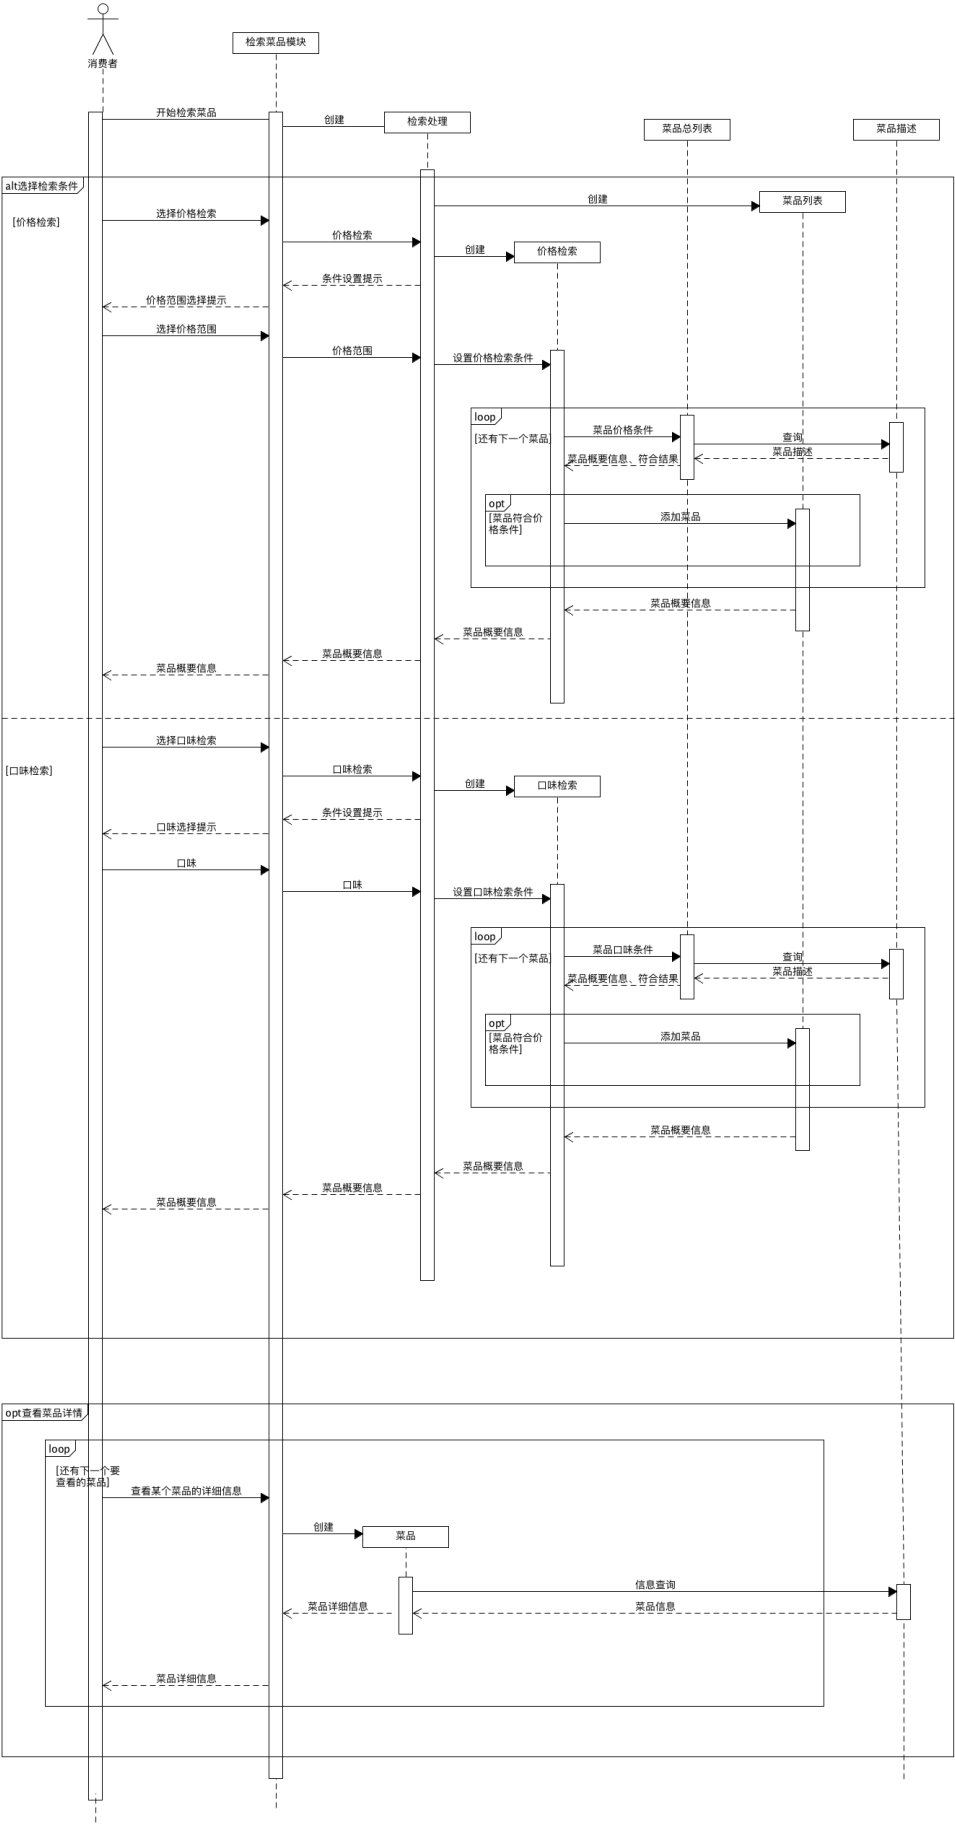 消费者
检索菜品模块
开始检索菜品
创建
检索处理
菜品总列表
菜品描述
alt选择检索条件
[价格检索]
创建
菜品列表
选择价格检索
价格检索
创建
价格检索
条件设置提示
价格范围选择提示
选择价格范围
价格范围
设置价格检索条件
loop
[还有下一个菜品]
菜品价格条件
查询
菜品描述
菜品概要信息、符合结果
opt
[菜品符合价
格条件]
添加菜品
菜品概要信息
菜品概要信息
菜品概要信息
菜品概要信息
选择口味检索
[口味检索]
口味检索
创建
口味检索
条件设置提示
口味选择提示
口味
口味
设置口味检索条件
loop
[还有下一个菜品]
菜品口味条件
查询
菜品描述
菜品概要信息、符合结果
opt
[菜品符合价
格条件]
添加菜品
菜品概要信息
菜品概要信息
菜品概要信息
菜品概要信息
opt查看菜品详情
loop
[还有下一个要
查看的菜品]
查看某个菜品的详细信息
创建
菜品
信息查询
菜品详细信息
菜品信息
菜品详细信息